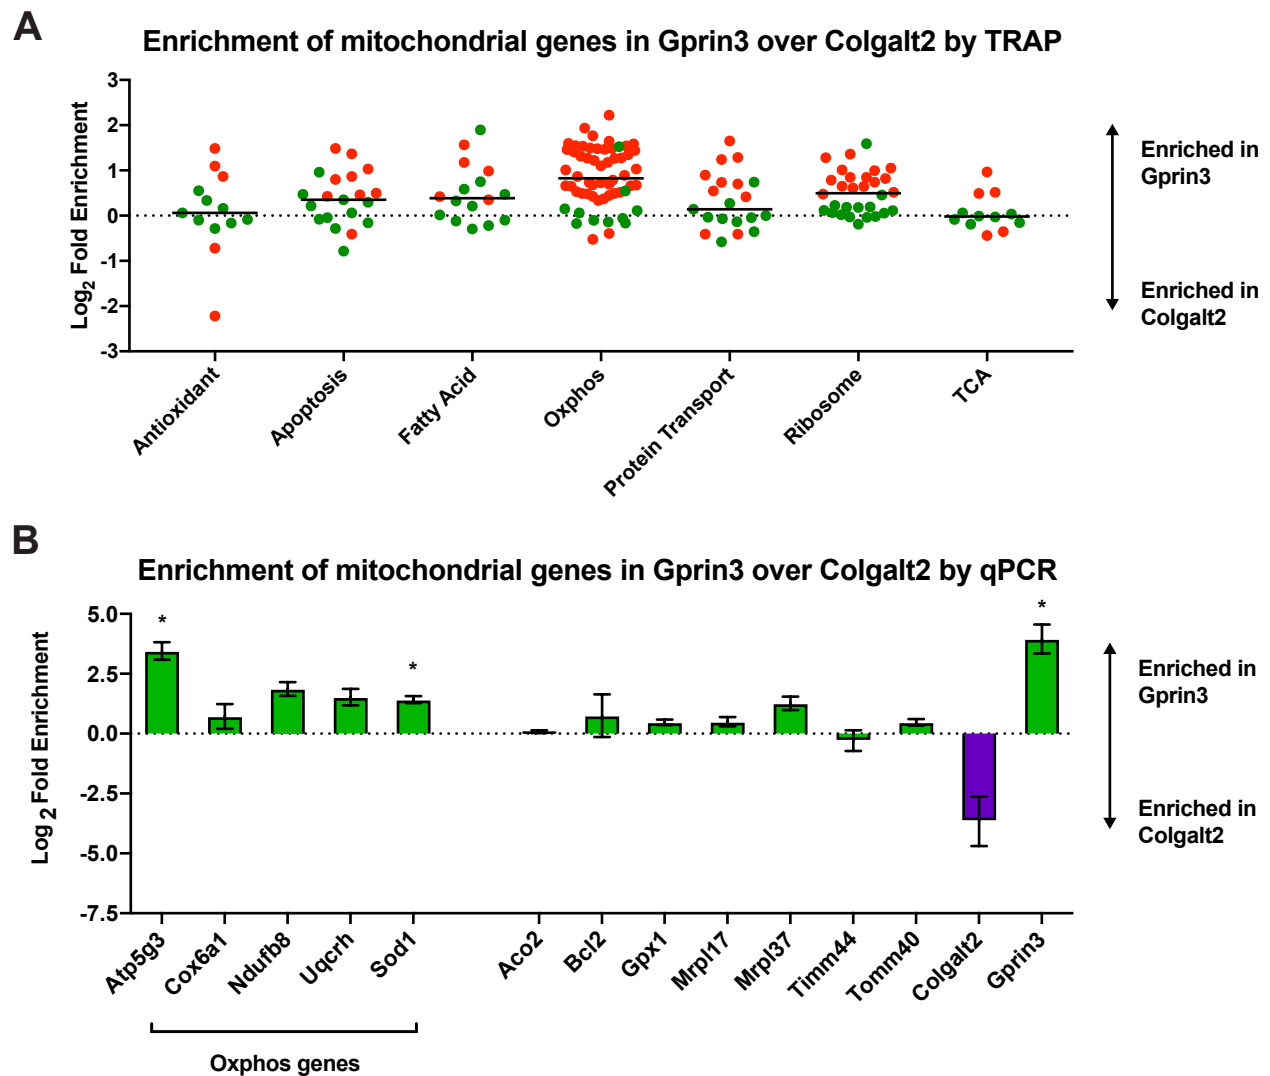 A
Enrichment of mitochondrial genes in Gprin3 over Colgalt2 by TRAP
Log2 Fold Enrichment
3
2
1
0
-1
-2
-3
Antioxidant
Apoptosis
Fatty Acid
Oxphos
Protein Transport
Ribosome
TCA
Enriched in
Gprin3
Enriched in
Colgalt2
B
Enrichment of mitochondrial genes in Gprin3 over Colgalt2 by qPCR
Log 2 Fold Enrichment
5.0
2.5
0.0
-2.5
-5.0
-7.5
*
*
*
Atp5g3
Cox6a1
Ndufb8
Uqcrh
Sod1
Aco2
Bcl2
Gpx1
Mrpl17
Mrpl37
Timm44
Tomm40
Colgalt2
Gprin3
Oxphos genes
Enriched in
Gprin3
Enriched in
Colgalt2